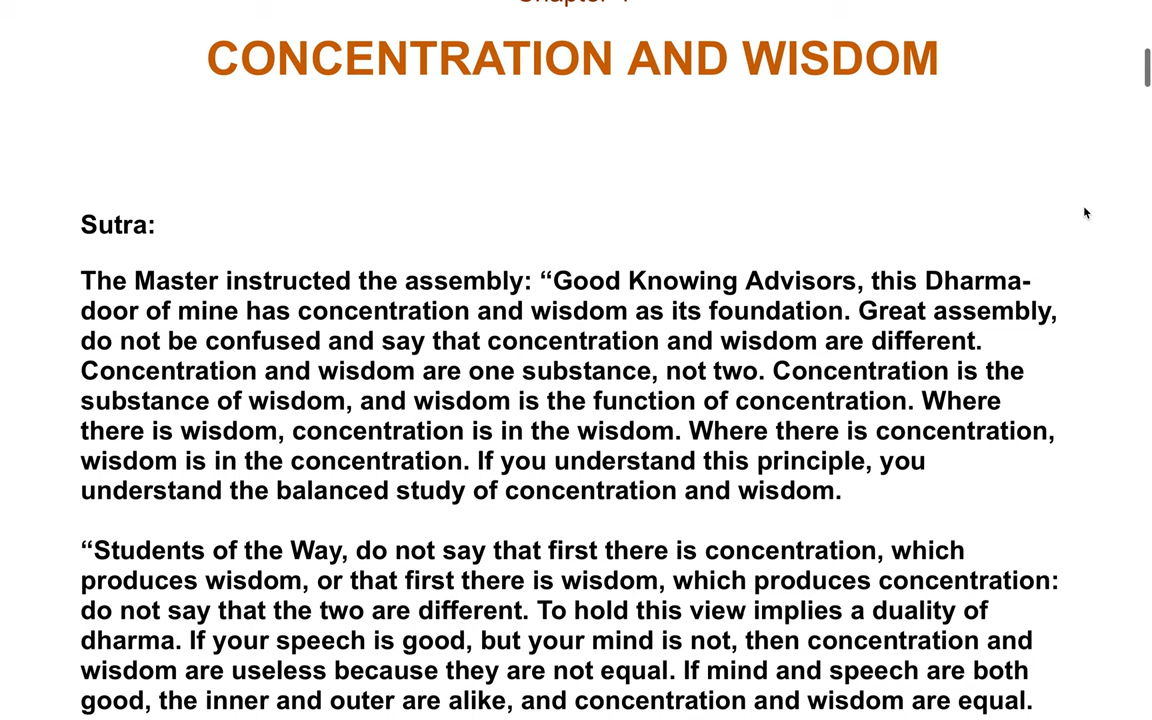 CONCENTRATION AND WISDOM
Sutra:
The Master instructed the assembly: “Good Knowing Advisors, this Dharma-
door of mine has concentration and wisdom as its foundation. Great assembly,
do not be confused and say that concentration and wisdom are different.
Concentration and wisdom are one substance, not two. Concentration is the
substance of wisdom, and wisdom is the function of concentration. Where
there is wisdom, concentration is in the wisdom. Where there is concentration,
wisdom is in the concentration. If you understand this principle, you
understand the balanced study of concentration and wisdom.
“Students of the Way, do not say that first there is concentration, which
produces wisdom, or that first there is wisdom, which produces concentration:
do not say that the two are different. To hold this view implies a duality of
dharma. If your speech is good, but your mind is not, then concentration and
wisdom are useless because they are not equal. If mind and speech are both
good, the inner and outer are alike, and concentration and wisdom are equal.